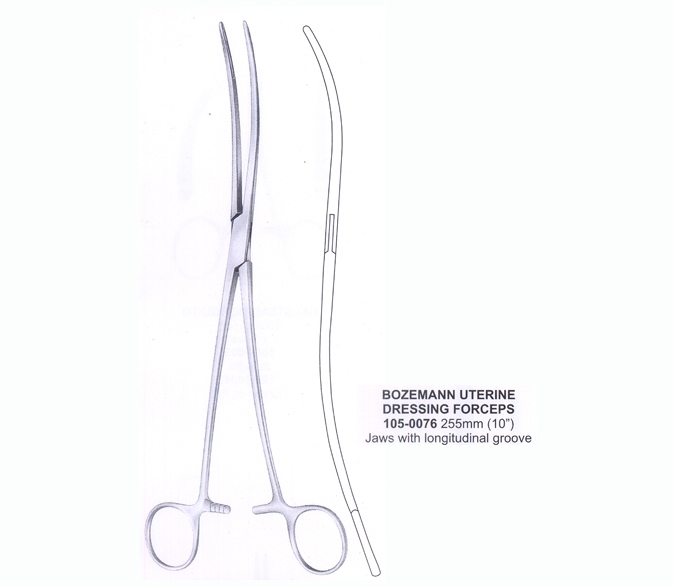 BOZEMANN UTERINE
DRESSING FORCEPS
105-0076 255mm (10")
Jaws with longitudinal groove